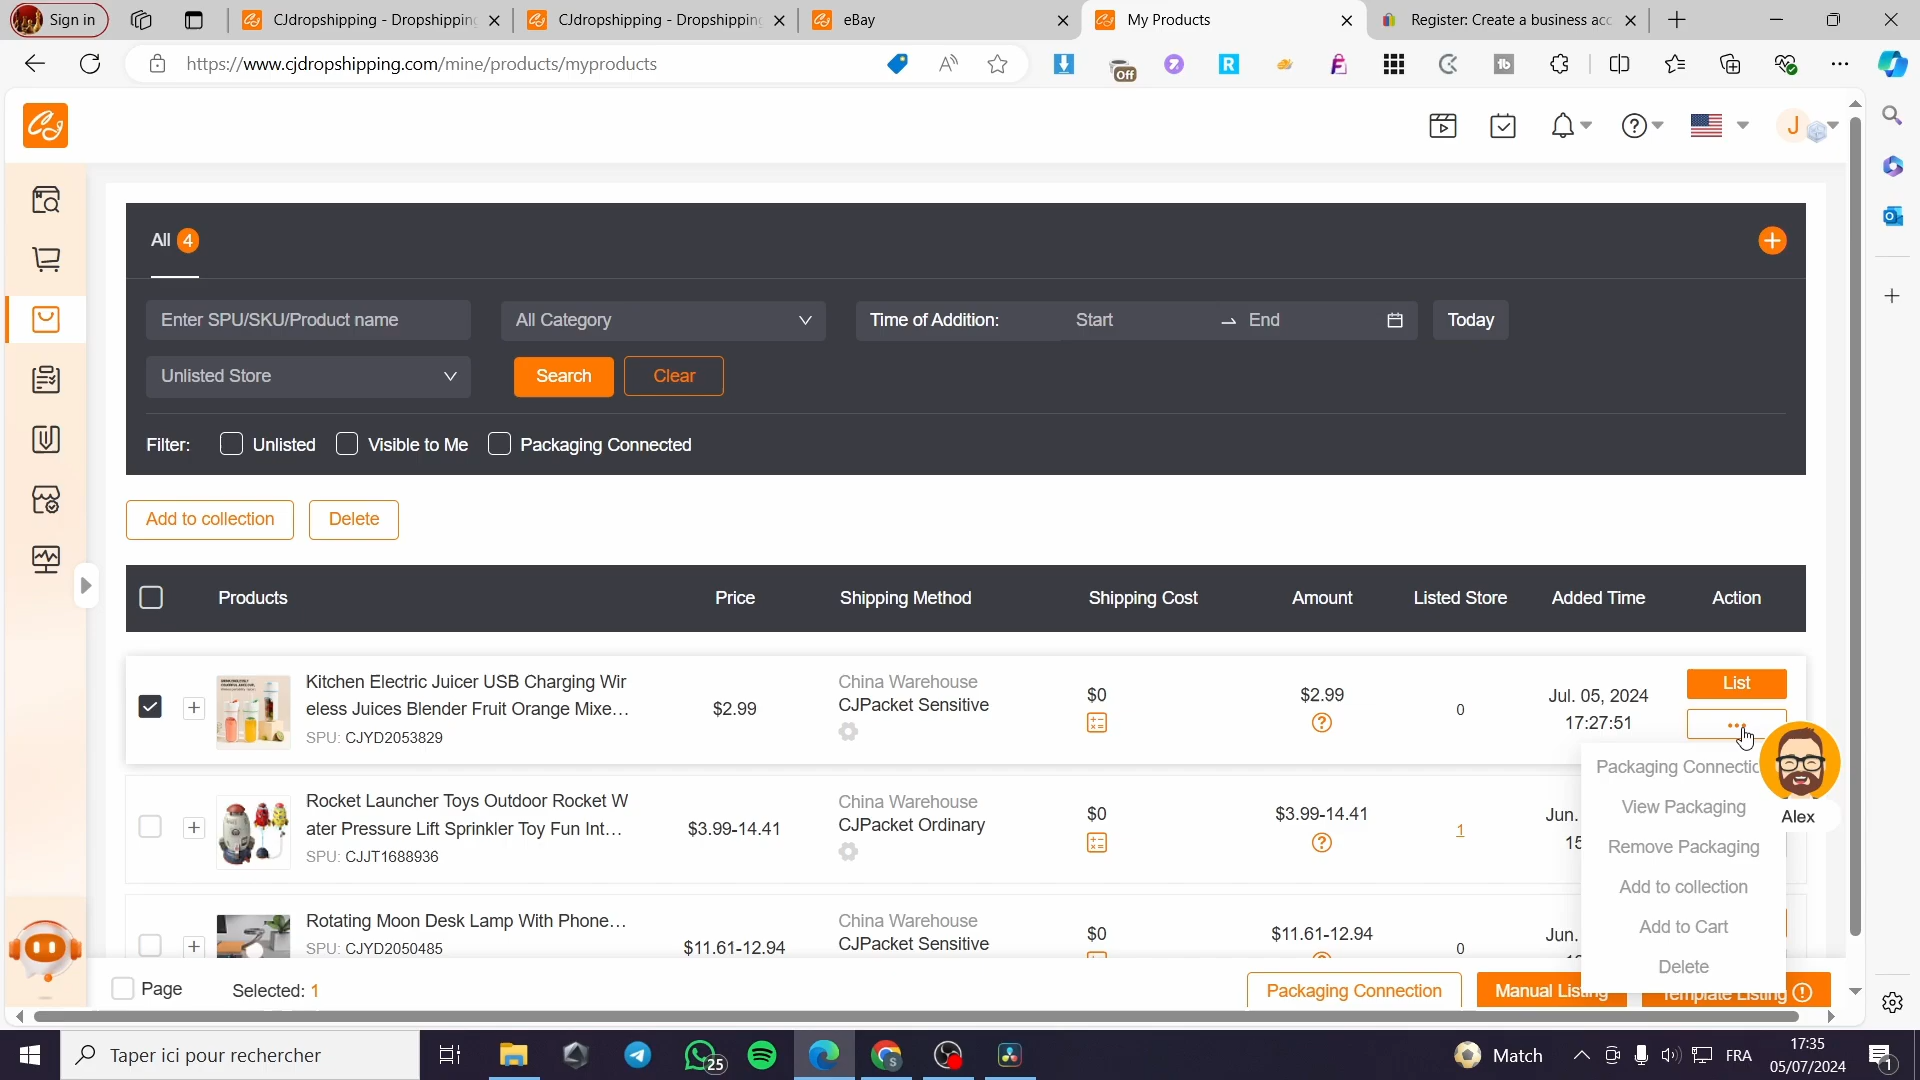 Sign in
CJdropshipping - Dropshipping
CJdropshipping - Dropshipping
eBay
My Products
Register: Create a business acc
https://www.cjdropshipping.com/mine/products/myproducts
Off
J
All 4
Enter SPU/SKU/Product name
All Category
Time of Addition:
Start
End
Today
Unlisted Store
Search
Clear
Filter:
Unlisted
Visible to Me
Packaging Connected
Add to collection
Delete
Products
Price
Shipping Method
Shipping Cost
Amount
Listed Store
Added Time
Action
Kitchen Electric Juicer USB Charging Wir
eless Juices Blender Fruit Orange Mixe...
SPU: CJYD2053829
$2.99
China Warehouse
CJPacket Sensitive
$0
$2.99
0
Jul. 05, 2024
17:27:51
List
Packaging Connectio
View Packaging
Remove Packaging
Add to collection
Add to Cart
Delete
Alex
Rocket Launcher Toys Outdoor Rocket W
ater Pressure Lift Sprinkler Toy Fun Int...
SPU: CJJT1688936
$3.99-14.41
China Warehouse
CJPacket Ordinary
$0
$3.99-14.41
1
Jun.
15
Rotating Moon Desk Lamp With Phone...
SPU: CJYD2050485
$11.61-12.94
China Warehouse
CJPacket Sensitive
$0
$11.61-12.94
0
Jun.
Page
Selected: 1
Packaging Connection
Manual Listing
Template Listing
Taper ici pour rechercher
25
Match
FRA
17:35
05/07/2024
1